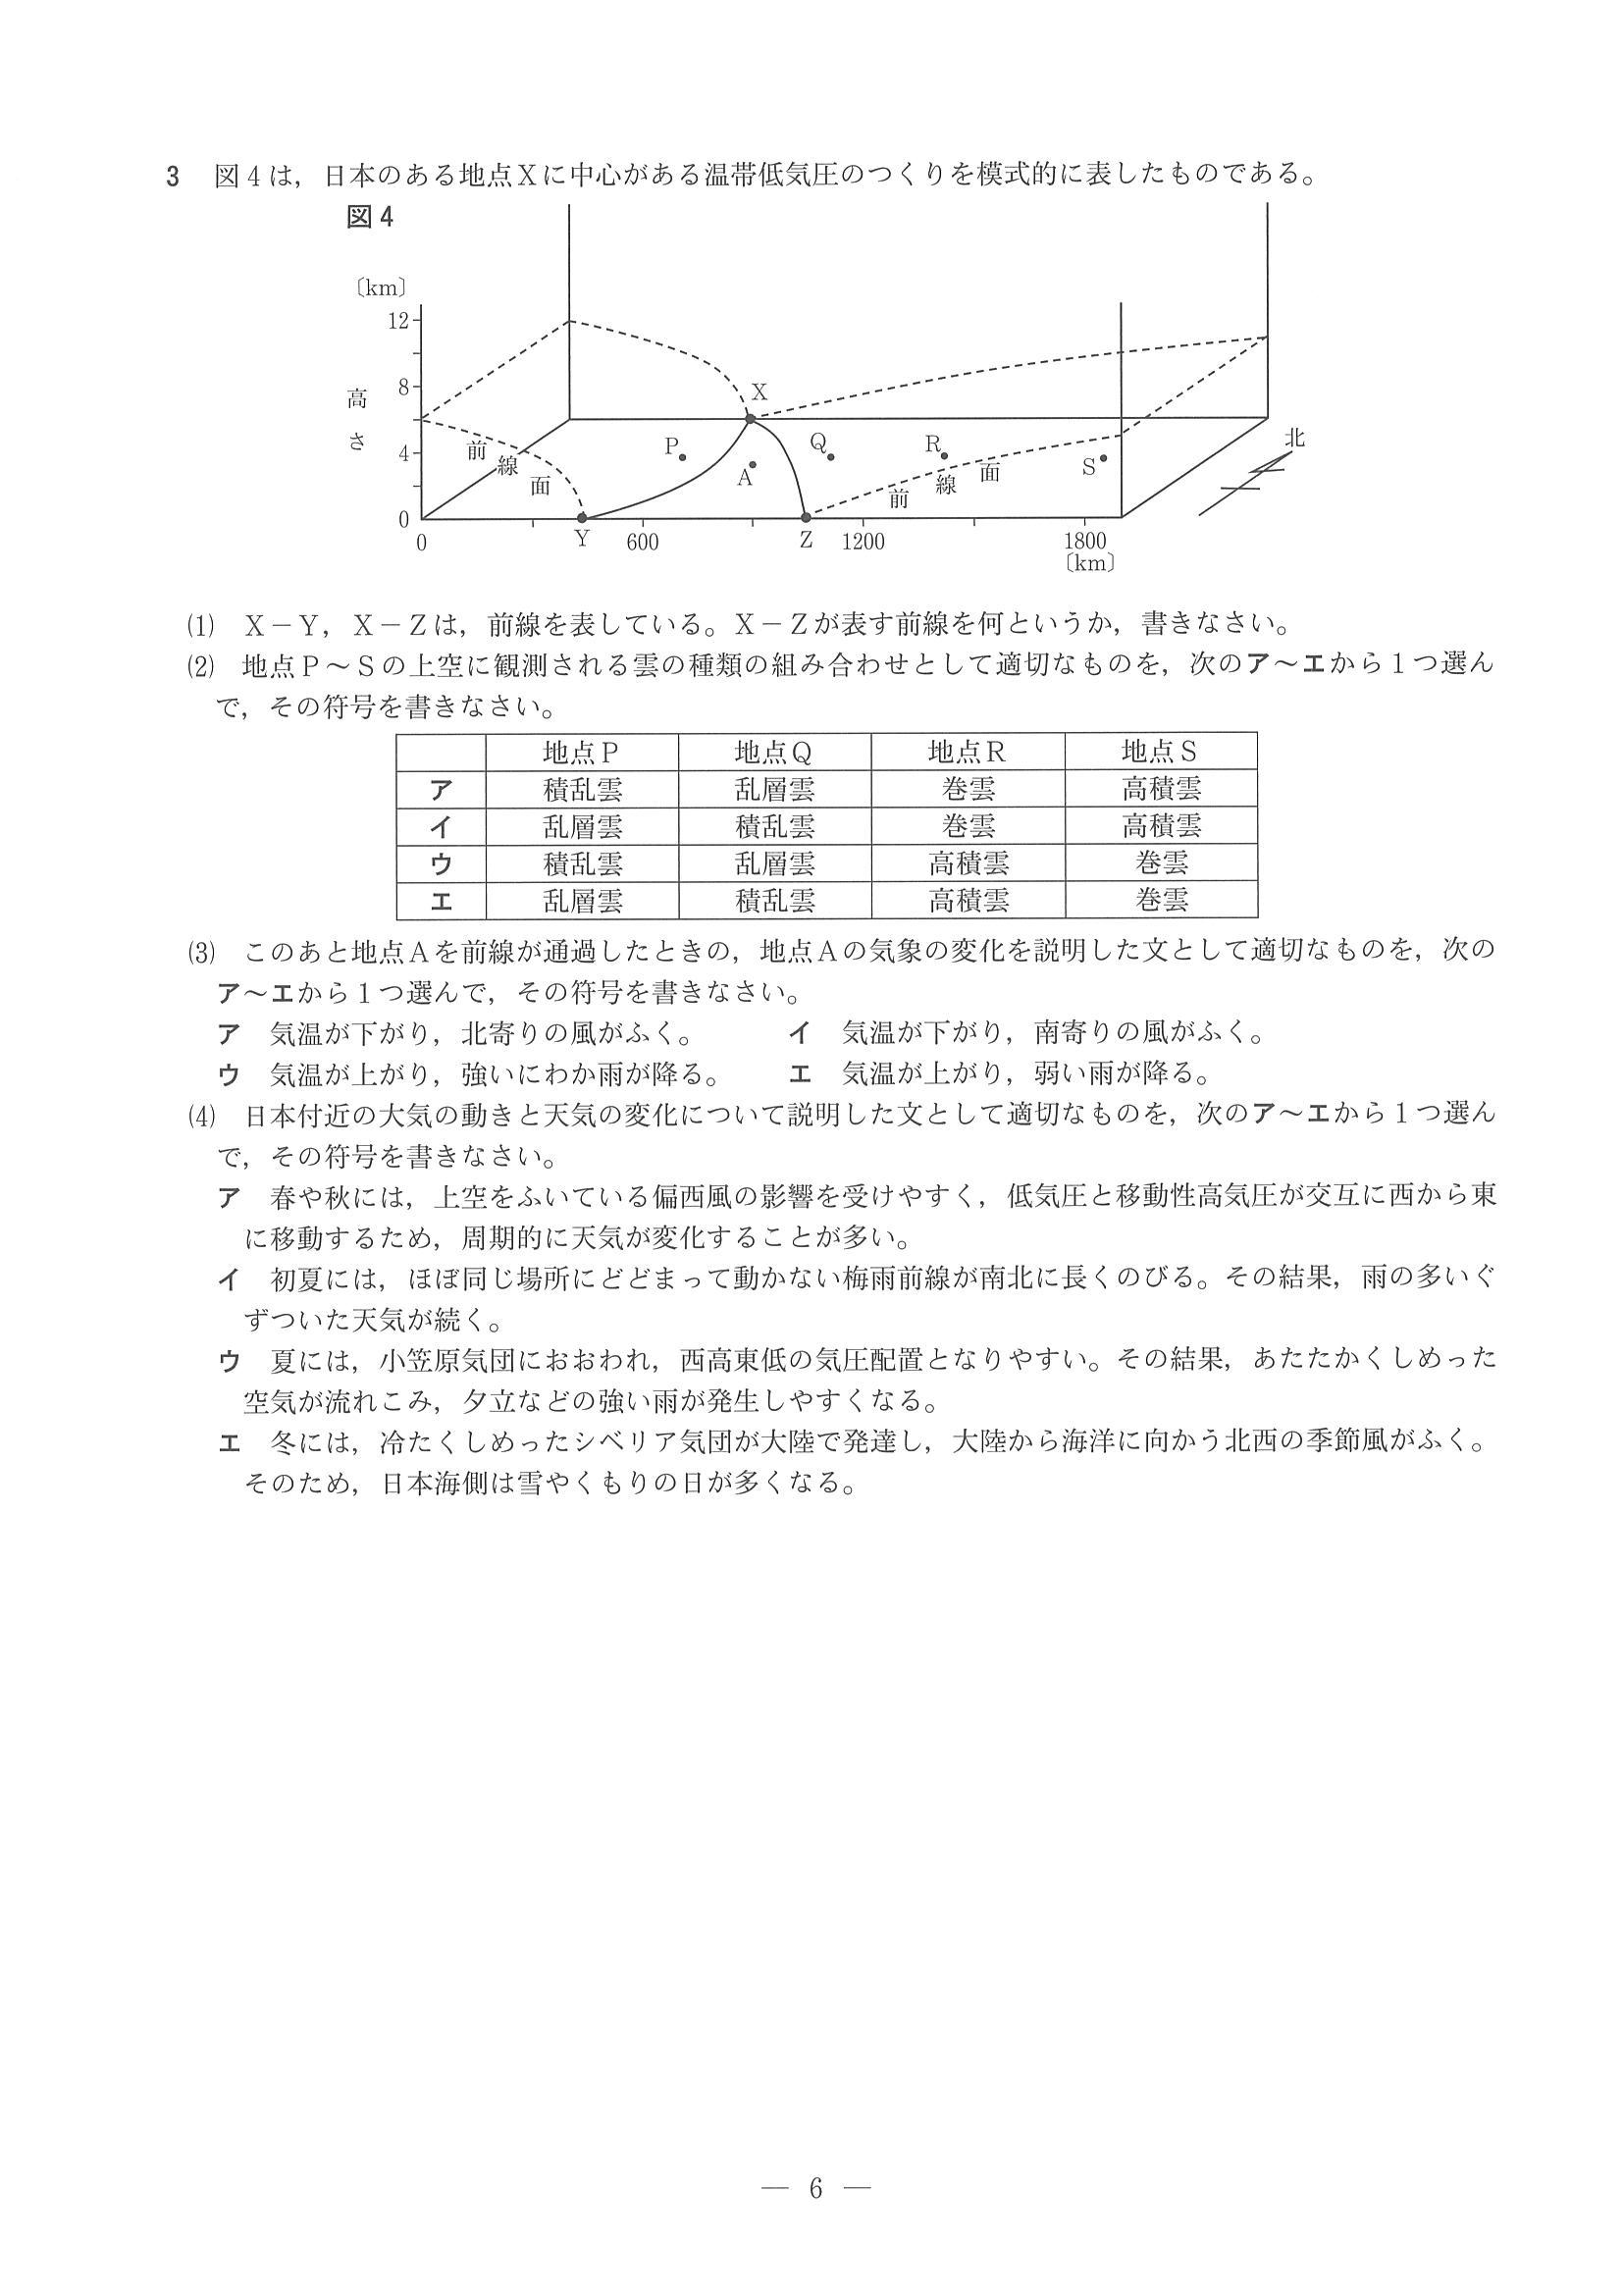 3 図4は，日本のある地点Xに中心がある温帯低気圧のつくりを模式的に表したものである。
図4
〔km〕
12
8
4
0
高さ
前線面
X
P
Q
R
S
A
前線面
北
0
Y
600
Z
1200
1800
〔km〕
⑴ X－Y，X－Zは，前線を表している。X－Zが表す前線を何というか，書きなさい。
⑵ 地点P～Sの上空に観測される雲の種類の組み合わせとして適切なものを，次のア～エから1つ選ん
で，その符号を書きなさい。
地点P 地点Q 地点R 地点S
ア 積乱雲 乱層雲 巻雲 高積雲
イ 乱層雲 積乱雲 巻雲 高積雲
ウ 積乱雲 乱層雲 高積雲 巻雲
エ 乱層雲 積乱雲 高積雲 巻雲
⑶ このあと地点Aを前線が通過したときの，地点Aの気象の変化を説明した文として適切なものを，次の
ア～エから1つ選んで，その符号を書きなさい。
ア 気温が下がり，北寄りの風がふく。 イ 気温が下がり，南寄りの風がふく。
ウ 気温が上がり，強いにわか雨が降る。 エ 気温が上がり，弱い雨が降る。
⑷ 日本付近の大気の動きと天気の変化について説明した文として適切なものを，次のア～エから1つ選ん
で，その符号を書きなさい。
ア 春や秋には，上空をふいている偏西風の影響を受けやすく，低気圧と移動性高気圧が交互に西から東
に移動するため，周期的に天気が変化することが多い。
イ 初夏には，ほぼ同じ場所にどどまって動かない梅雨前線が南北に長くのびる。その結果，雨の多いぐ
ずついた天気が続く。
ウ 夏には，小笠原気団におおわれ，西高東低の気圧配置となりやすい。その結果，あたたかくしめった
空気が流れこみ，夕立などの強い雨が発生しやすくなる。
エ 冬には，冷たくしめったシベリア気団が大陸で発達し，大陸から海洋に向かう北西の季節風がふく。
そのため，日本海側は雪やくもりの日が多くなる。
― 6 ―